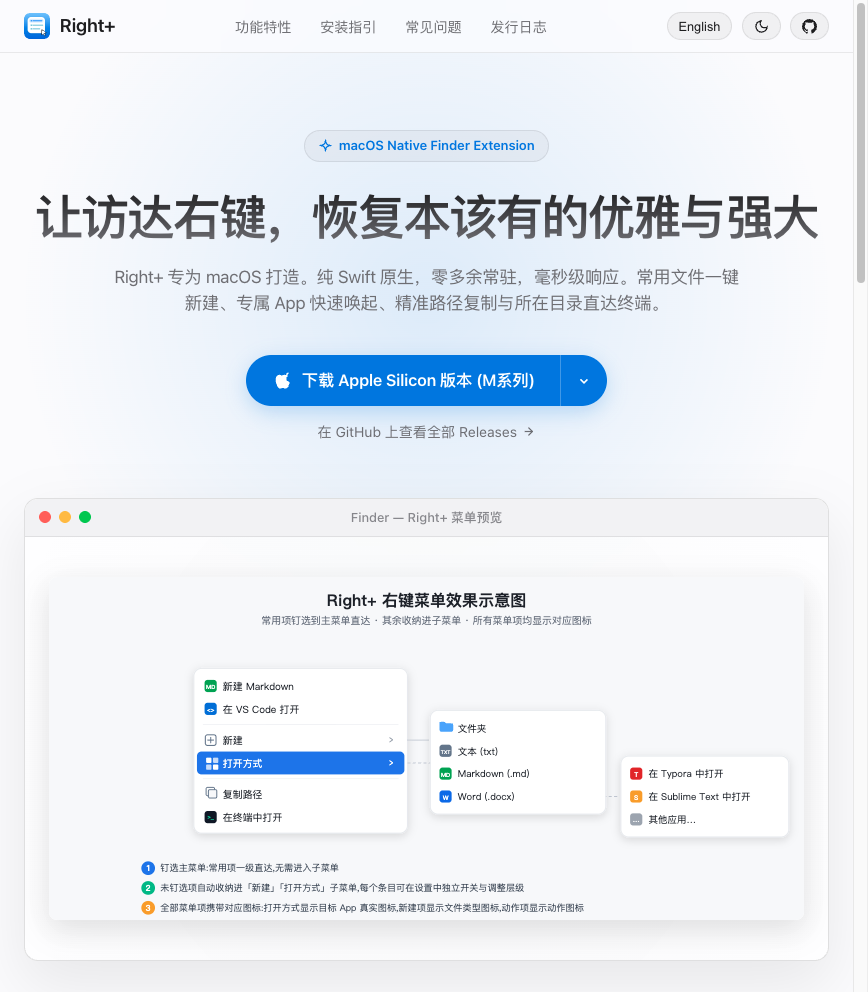 Right+
功能特性 安装指引 常见问题 发行日志
English
macOS Native Finder Extension
让访达右键，恢复本该有的优雅与强大
Right+ 专为 macOS 打造。纯 Swift 原生，零多余常驻，毫秒级响应。常用文件一键
新建、专属 App 快速唤起、精准路径复制与所在目录直达终端。
下载 Apple Silicon 版本 (M系列)
在 GitHub 上查看全部 Releases →
Finder — Right+ 菜单预览
Right+ 右键菜单效果示意图
常用项钉选到主菜单直达 · 其余收纳进子菜单 · 所有菜单项均显示对应图标
MD 新建 Markdown
<> 在 VS Code 打开
新建 >
打开方式 >
复制路径
>_ 在终端中打开
文件夹
TXT 文本 (txt)
MD Markdown (.md)
W Word (.docx)
T 在 Typora 中打开
S 在 Sublime Text 中打开
... 其他应用...
1 钉选主菜单:常用项一级直达,无需进入子菜单
2 未钉选项自动收纳进「新建」「打开方式」子菜单,每个条目可在设置中独立开关与调整层级
3 全部菜单项携带对应图标:打开方式显示目标 App 真实图标,新建项显示文件类型图标,动作项显示动作图标